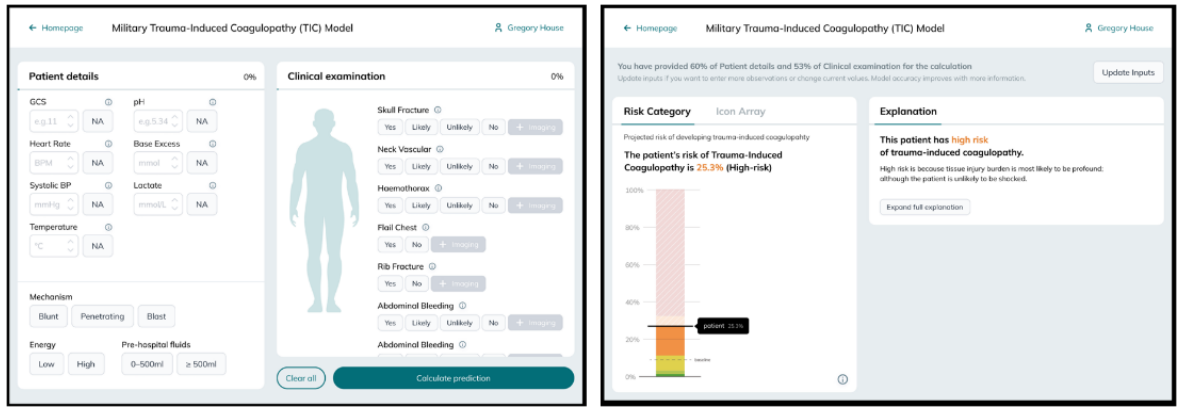 ← Homepage Military Trauma-Induced Coagulopathy (TIC) Model Gregory House
Patient details 0%
GCS pH
e.g.11 NA e.g.5.34 NA
Heart Rate Base Excess
BPM NA mmol NA
Systolic BP Lactate
mmHg NA mmol/L NA
Temperature
°C NA
Mechanism
Blunt Penetrating Blast
Energy Pre-hospital fluids
Low High 0–500ml ≥ 500ml
Clinical examination 0%
Skull Fracture
Yes Likely Unlikely No + Imaging
Neck Vascular
Yes Likely Unlikely No + Imaging
Haemothorax
Yes Likely Unlikely No + Imaging
Flail Chest
Yes No + Imaging
Rib Fracture
Yes No + Imaging
Abdominal Bleeding
Yes Likely Unlikely No + Imaging
Abdominal Bleeding
Clear all Calculate prediction
← Homepage Military Trauma-Induced Coagulopathy (TIC) Model Gregory House
You have provided 60% of Patient details and 53% of Clinical examination for the calculation
Update inputs if you want to enter more observations or change current values. Model accuracy improves with more information.
Update Inputs
Risk Category Icon Array
Projected risk of developing trauma-induced coagulopahty
The patient's risk of Trauma-Induced
Coagulopathy is 25.3% (High-risk)
100%
80%
60%
40%
patient 25.3%
20%
baseline
0%
Explanation
This patient has high risk
of trauma-induced coagulopathy.
High risk is because tissue injury burden is most likely to be profound;
although the patient is unlikely to be shocked.
Expand full explanation